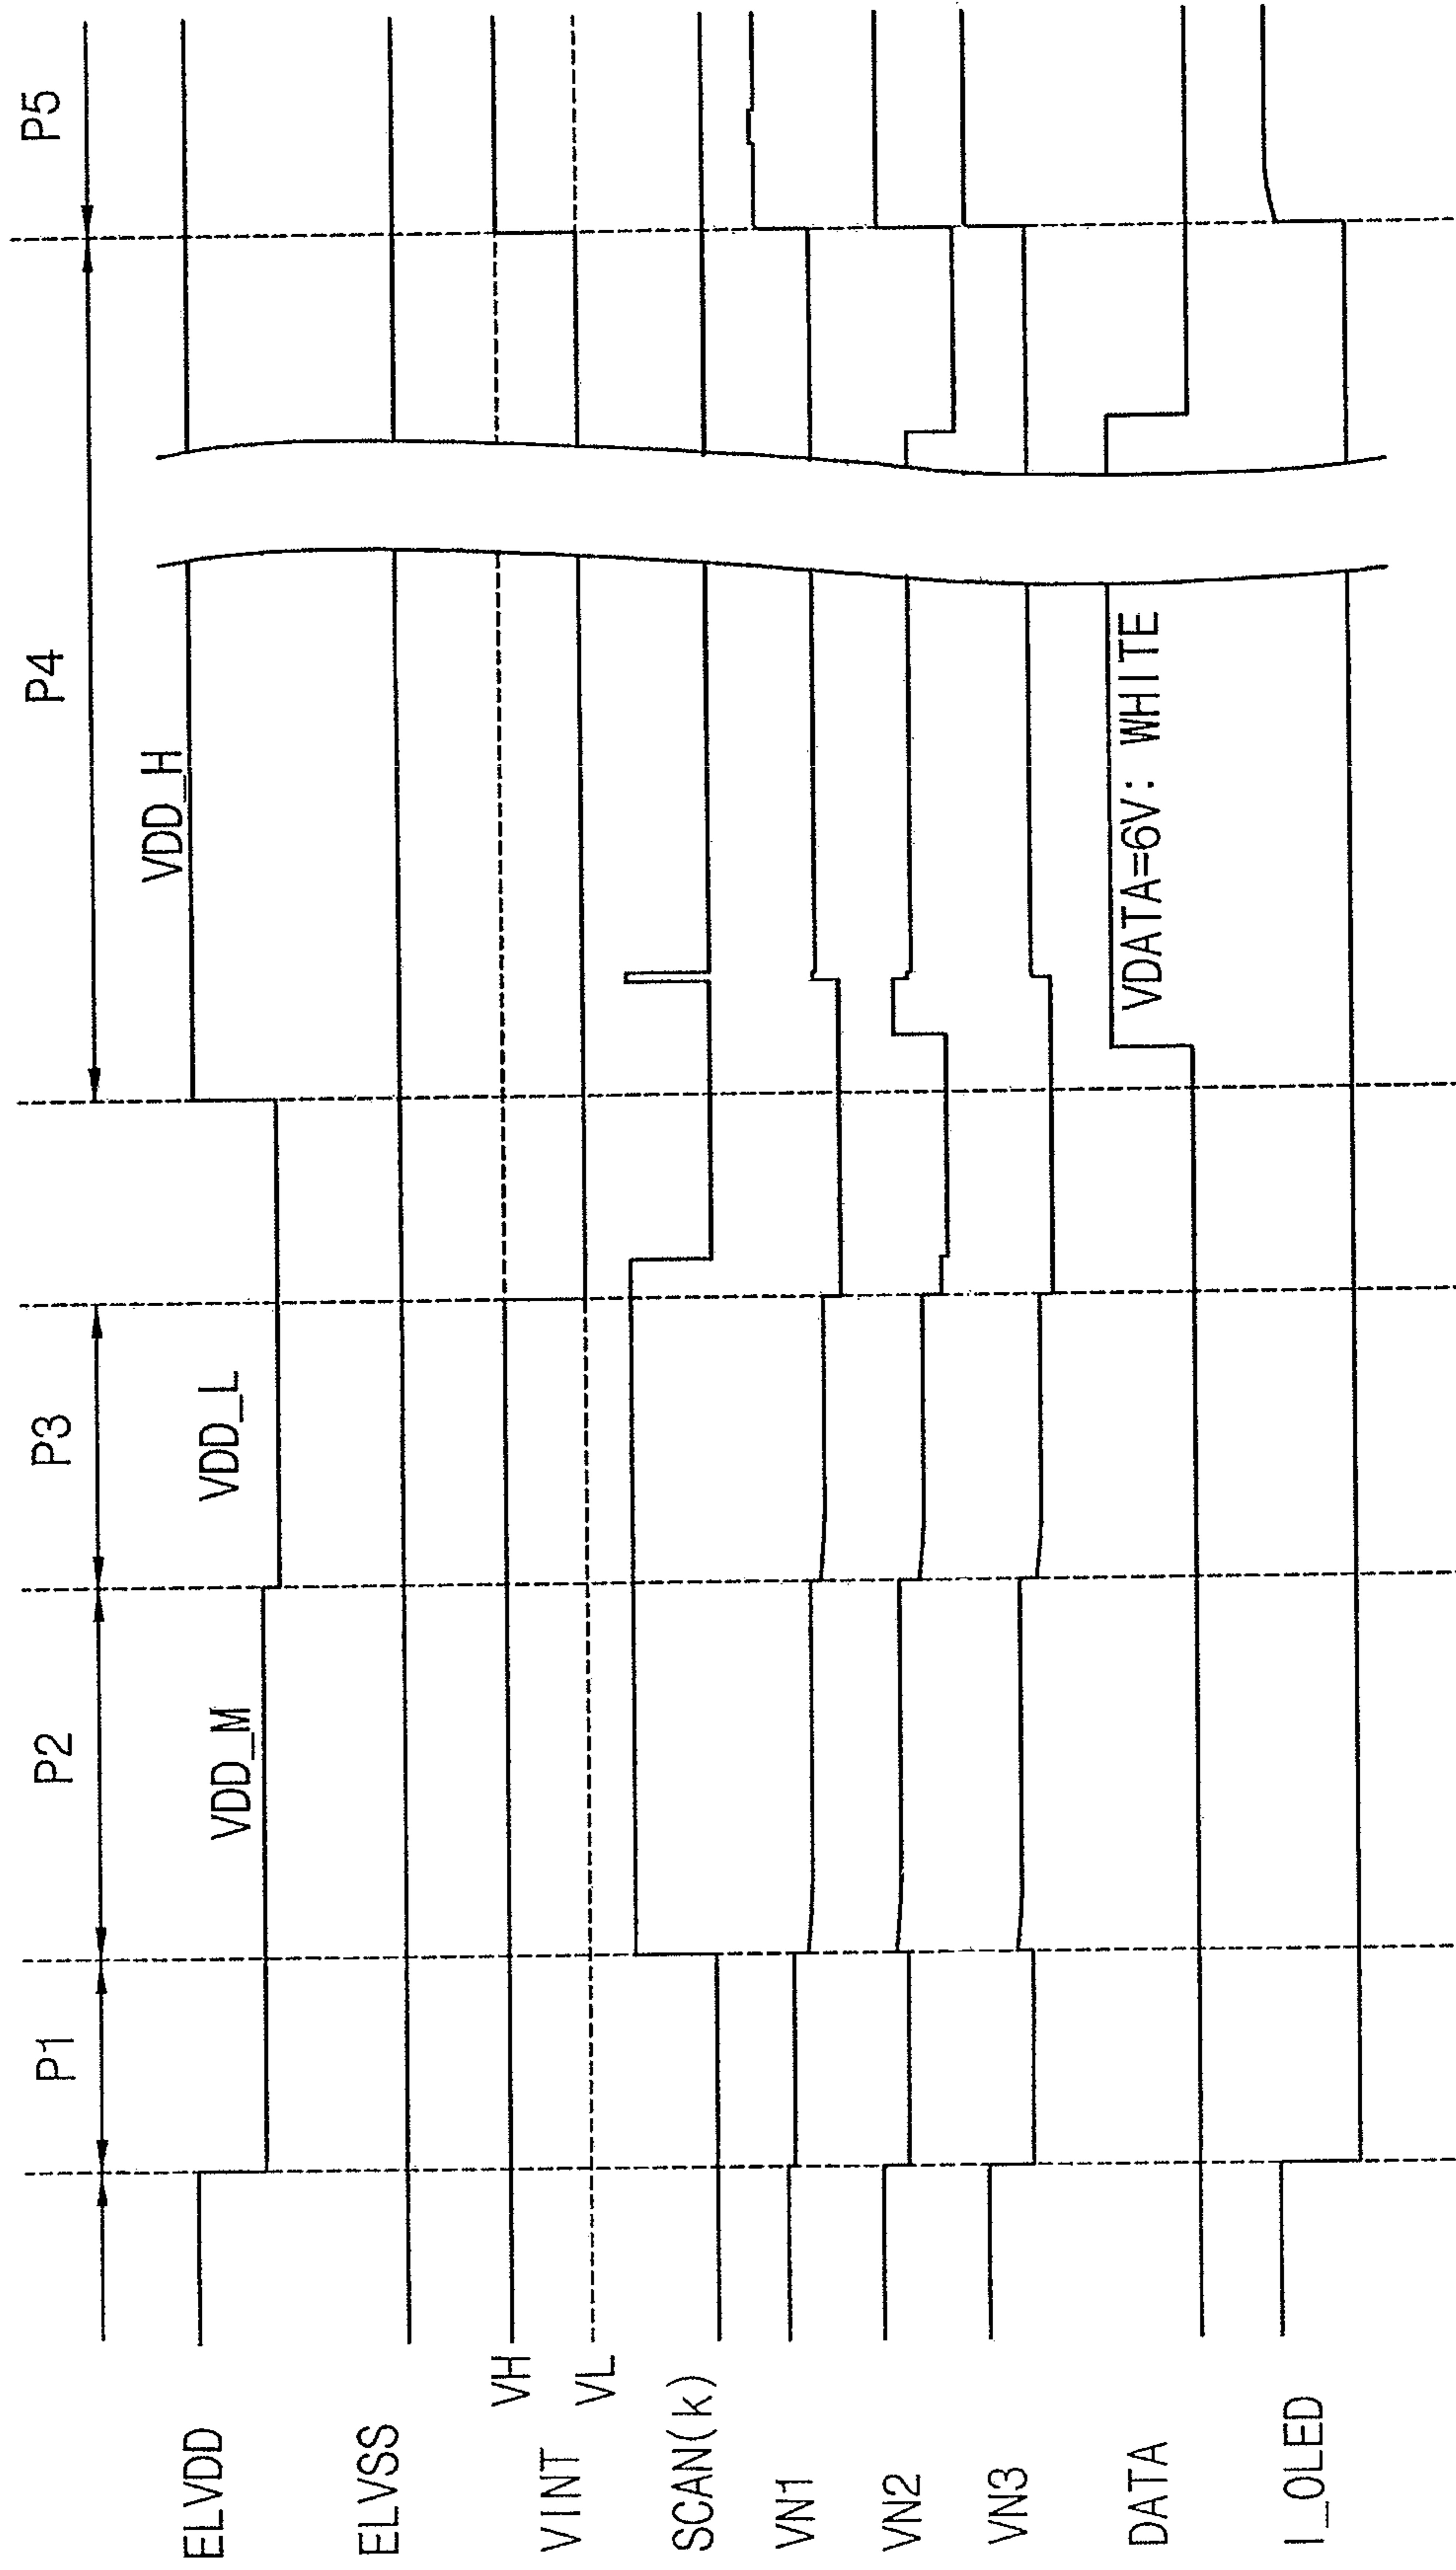 P1
P2
P3
P4
P5
ELVDD
VDD_M
VDD_L
VDD_H
ELVSS
VH
VINT
VL
SCAN(k)
VN1
VN2
VN3
DATA
VDATA=6V: WHITE
I_OLED